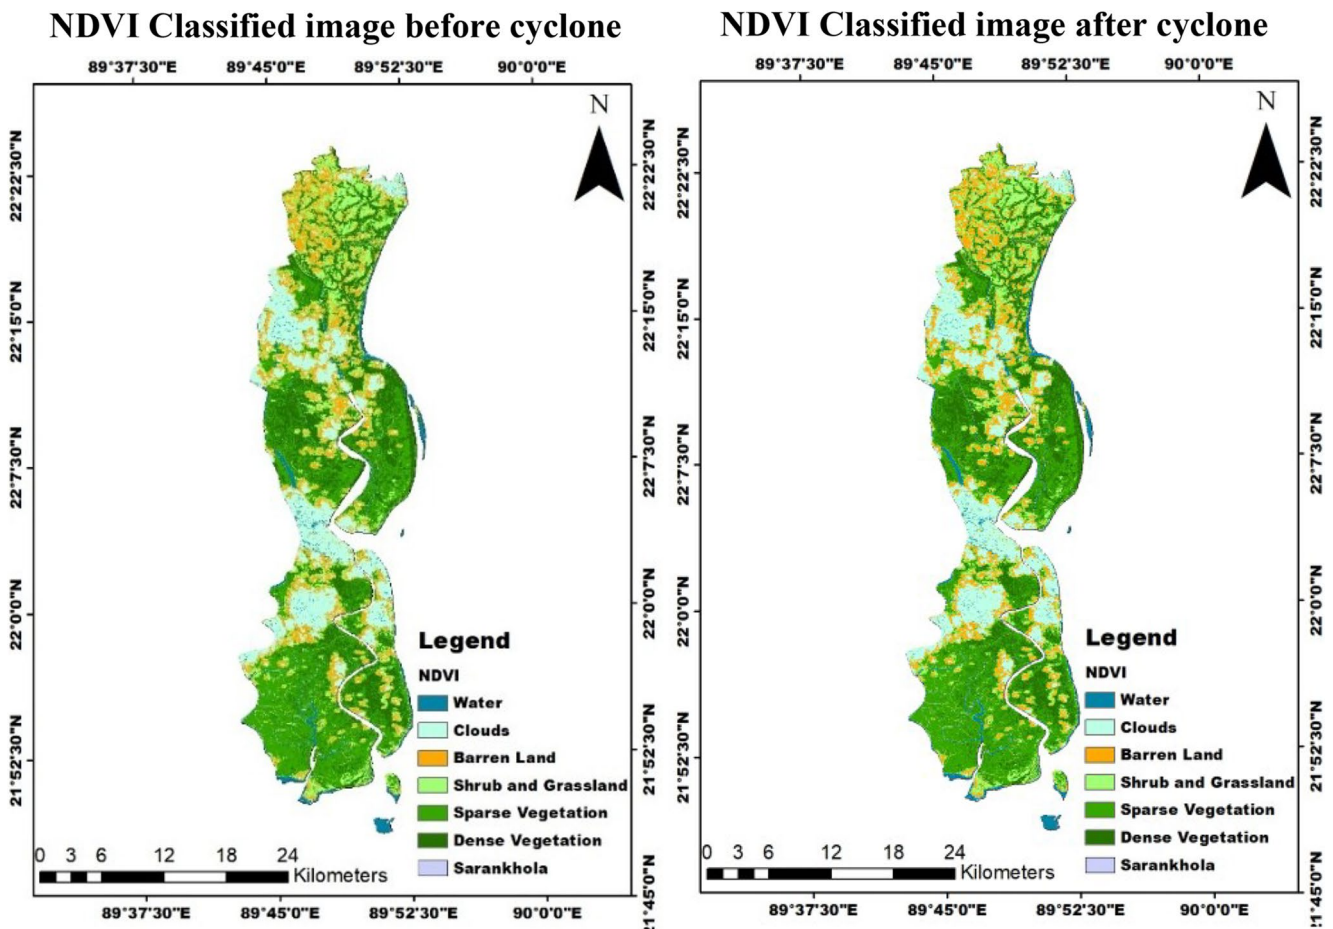 NDVI Classified image before cyclone
89°37'30"E 89°45'0"E 89°52'30"E 90°0'0"E
N
22°22'30"N 22°22'30"N
22°15'0"N 22°15'0"N
22°7'30"N 22°7'30"N
22°0'0"N 22°0'0"N
21°52'30"N 21°52'30"N
21°45'0"N
Legend
NDVI
Water
Clouds
Barren Land
Shrub and Grassland
Sparse Vegetation
Dense Vegetation
Sarankhola
0 3 6 12 18 24
Kilometers
89°37'30"E 89°45'0"E 89°52'30"E 90°0'0"E
NDVI Classified image after cyclone
89°37'30"E 89°45'0"E 89°52'30"E 90°0'0"E
N
22°22'30"N 22°22'30"N
22°15'0"N 22°15'0"N
22°7'30"N 22°7'30"N
22°0'0"N 22°0'0"N
21°52'30"N 21°52'30"N
21°45'0"N
Legend
NDVI
Water
Clouds
Barren Land
Shrub and Grassland
Sparse Vegetation
Dense Vegetation
Sarankhola
0 3 6 12 18 24
Kilometers
89°37'30"E 89°45'0"E 89°52'30"E 90°0'0"E